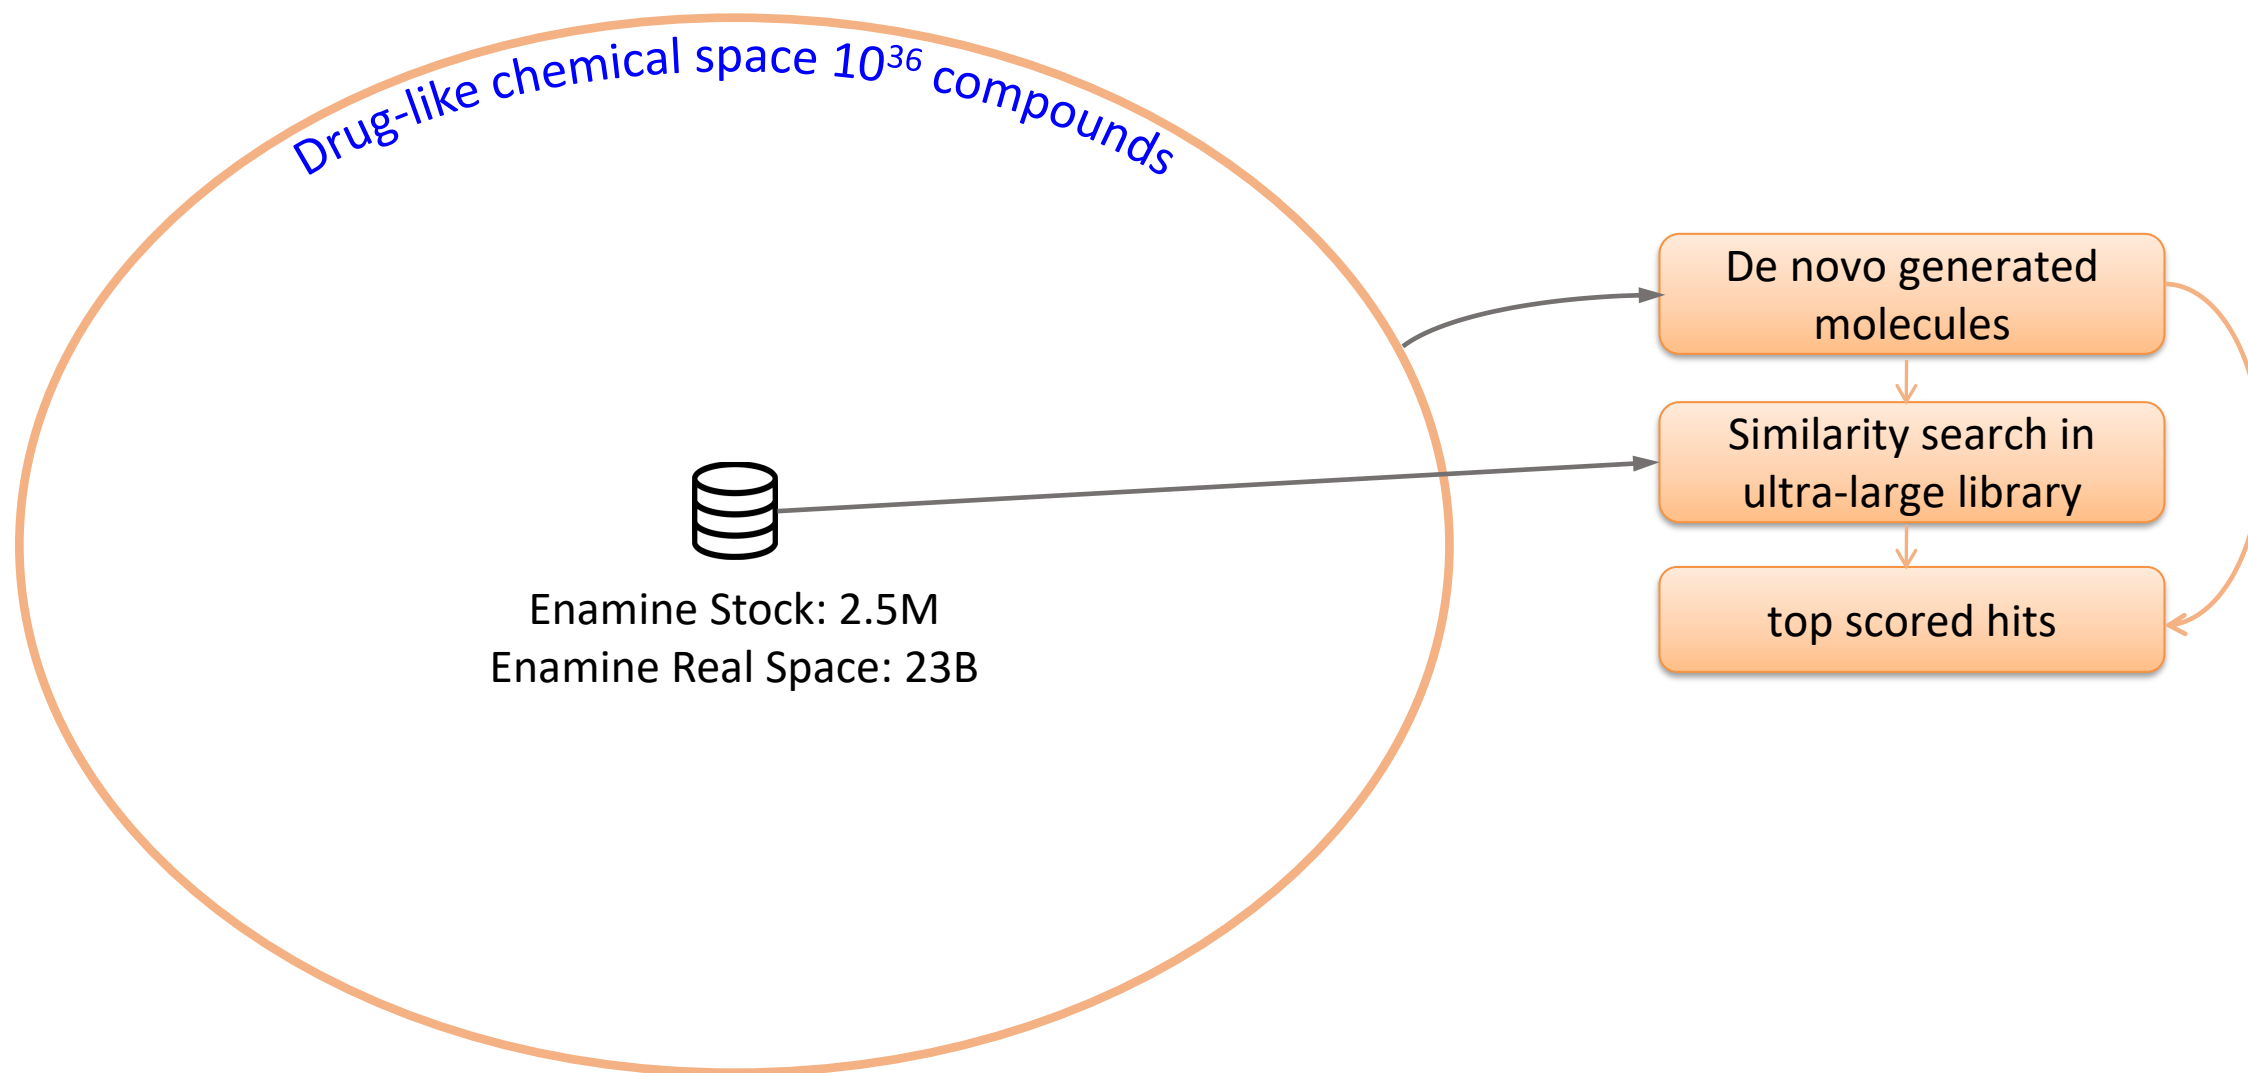 Drug-like chemical space 10³⁶ compounds
De novo generated
molecules
Similarity search in
ultra-large library
top scored hits
Enamine Stock: 2.5M
Enamine Real Space: 23B